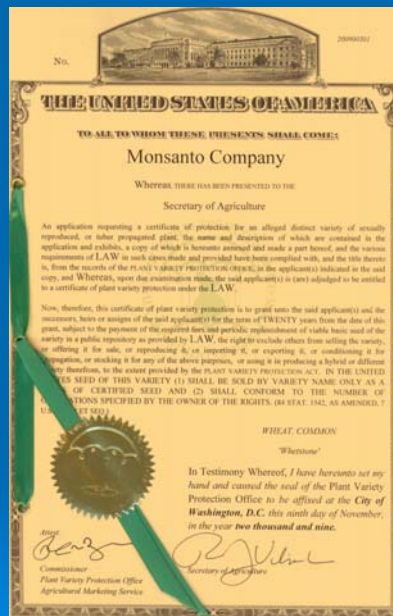 200900301
No.
THE UNITED STATES OF AMERICA
TO ALL TO WHOM THESE PRESENTS SHALL COME:
Monsanto Company
Whereas, THERE HAS BEEN PRESENTED TO THE
Secretary of Agriculture
An application requesting a certificate of protection for an alleged distinct variety of sexually
reproduced, or tuber propagated plant, the name and description of which are contained in the
application and exhibits, a copy of which is hereunto annexed and made a part hereof, and the various
requirements of LAW in such cases made and provided have been complied with, and the title thereto
is, from the records of the PLANT VARIETY PROTECTION OFFICE, in the applicant(s) indicated in the said
copy, and Whereas, upon due examination made, the said applicant(s) is (are) adjudged to be entitled
to a certificate of plant variety protection under the LAW.
Now, therefore, this certificate of plant variety protection is to grant unto the said applicant(s) and the
successors, heirs or assigns of the said applicant(s) for the term of TWENTY years from the date of this
grant, subject to the payment of the required fees and periodic replenishment of viable basic seed of the
variety in a public repository as provided by LAW, the right to exclude others from selling the variety,
or offering it for sale, or reproducing it, or importing it, or exporting it, or conditioning it for
propagation, or stocking it for any of the above purposes, or using it in producing a hybrid or different
variety therefrom, to the extent provided by the PLANT VARIETY PROTECTION ACT. IN THE UNITED
SEED OF THIS VARIETY (1) SHALL BE SOLD BY VARIETY NAME ONLY AS A
OF CERTIFIED SEED AND (2) SHALL CONFORM TO THE NUMBER OF
SPECIFIED BY THE OWNER OF THE RIGHTS. (84 STAT. 1542, AS AMENDED, 7
ET SEQ.)
WHEAT, COMMON
'Whetstone'
In Testimony Whereof, I have hereunto set my
hand and caused the seal of the Plant Variety
Protection Office to be affixed at the City of
Washington, D.C. this ninth day of November,
in the year two thousand and nine.
Attest:
Commissioner
Plant Variety Protection Office
Agricultural Marketing Service
Secretary of Agriculture